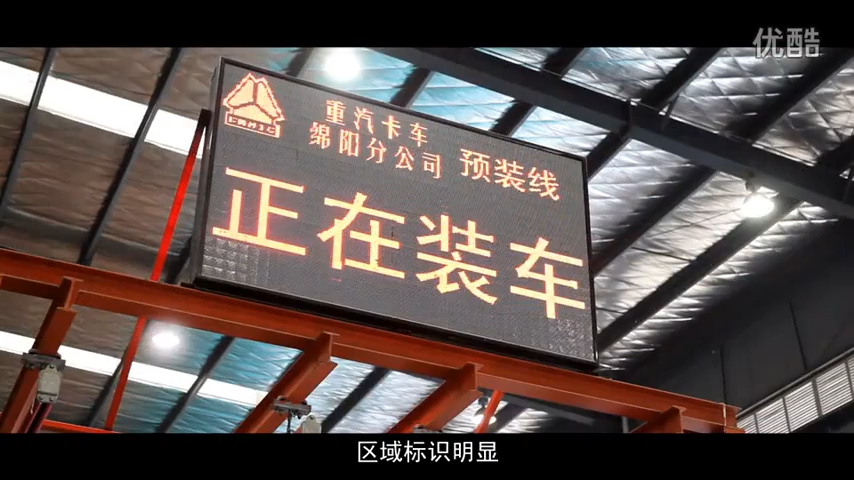 优酷
重汽卡车
绵阳分公司 预装线
正在装车
区域标识明显